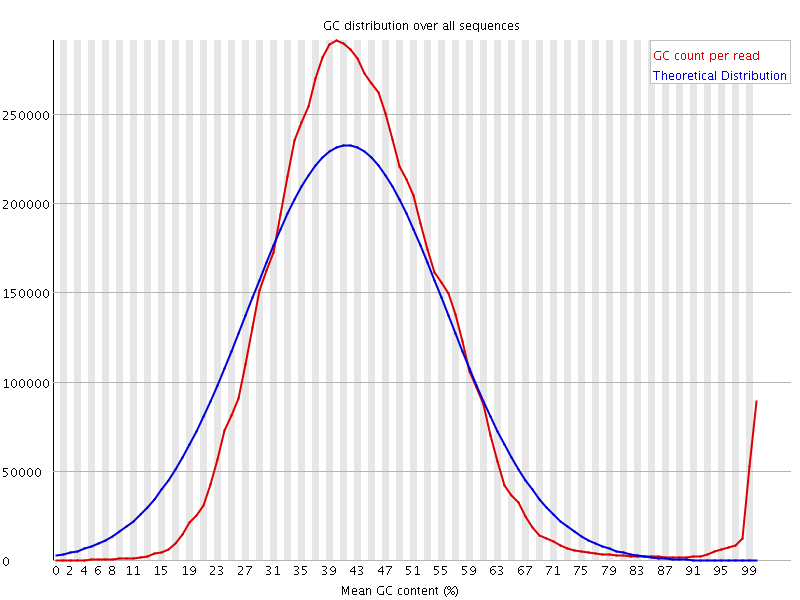 GC distribution over all sequences
GC count per read
Theoretical Distribution
250000
200000
150000
100000
50000
0
0 2 4 6 8 11 15 19 23 27 31 35 39 43 47 51 55 59 63 67 71 75 79 83 87 91 95 99
Mean GC content (%)